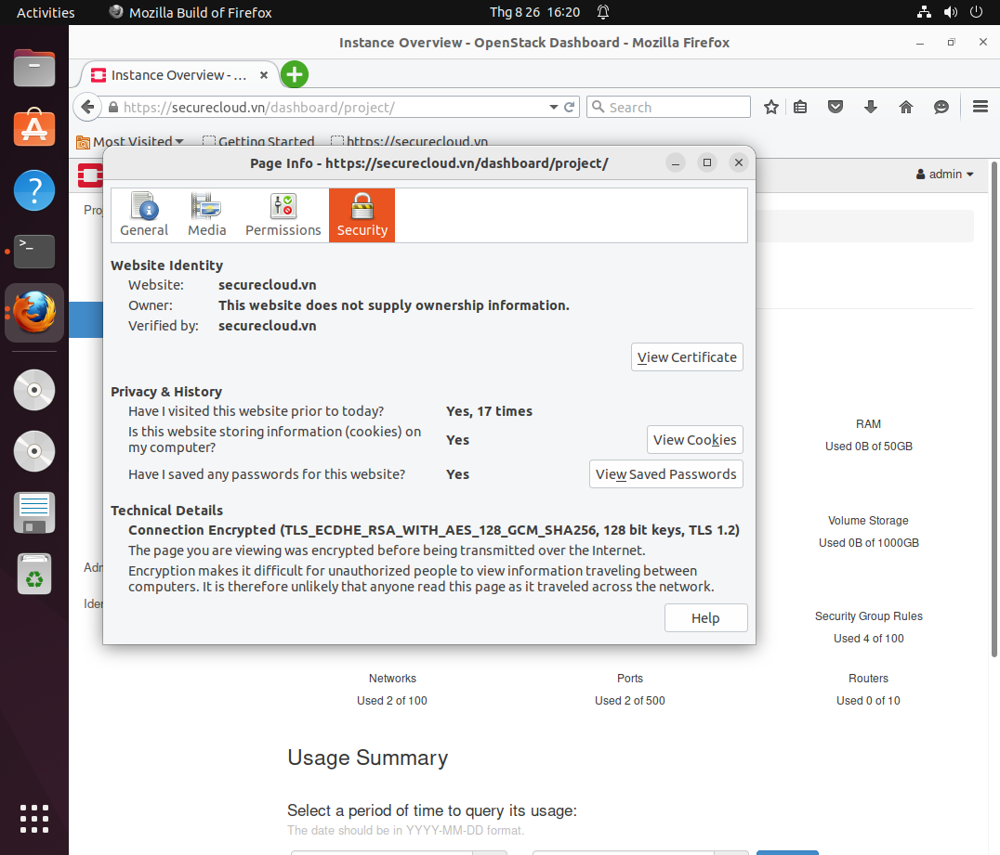 Activities
Mozilla Build of Firefox
Thg 8 26 16:20
Instance Overview - OpenStack Dashboard - Mozilla Firefox
Instance Overview - ...
https://securecloud.vn/dashboard/project/
Search
Most Visited
Getting Started
https://securecloud.vn
admin
Page Info - https://securecloud.vn/dashboard/project/
General
Media
Permissions
Security
Website Identity
Website: securecloud.vn
Owner: This website does not supply ownership information.
Verified by: securecloud.vn
View Certificate
Privacy & History
Have I visited this website prior to today? Yes, 17 times
Is this website storing information (cookies) on
my computer?
Yes
View Cookies
Have I saved any passwords for this website? Yes
View Saved Passwords
Technical Details
Connection Encrypted (TLS_ECDHE_RSA_WITH_AES_128_GCM_SHA256, 128 bit keys, TLS 1.2)
The page you are viewing was encrypted before being transmitted over the Internet.
Encryption makes it difficult for unauthorized people to view information traveling between
computers. It is therefore unlikely that anyone read this page as it traveled across the network.
Help
RAM
Used 0B of 50GB
Volume Storage
Used 0B of 1000GB
Security Group Rules
Used 4 of 100
Networks
Used 2 of 100
Ports
Used 2 of 500
Routers
Used 0 of 10
Usage Summary
Select a period of time to query its usage:
The date should be in YYYY-MM-DD format.